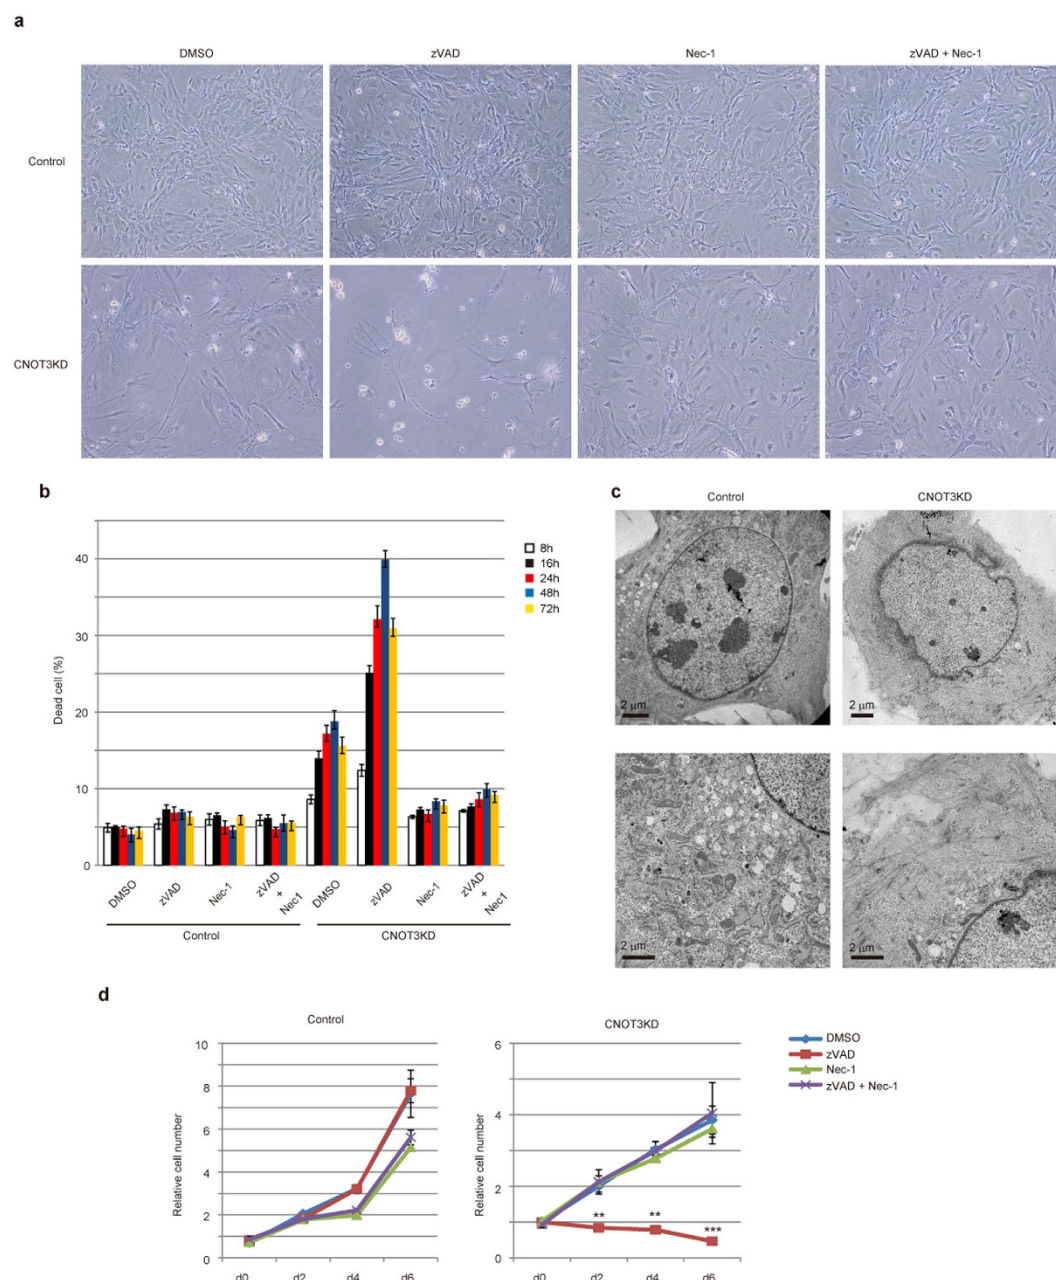 a
DMSO
zVAD
Nec-1
zVAD + Nec-1
Control
CNOT3KD
b
Dead cell (%)
40
30
20
10
0
8h
16h
24h
48h
72h
DMSO
zVAD
Nec-1
zVAD
+
Nec1
DMSO
zVAD
Nec-1
zVAD
+
Nec1
Control
CNOT3KD
c
Control
CNOT3KD
2 μm
2 μm
2 μm
2 μm
d
Control
Relative cell number
10
8
6
4
2
0
d0
d2
d4
d6
CNOT3KD
Relative cell number
6
4
2
0
**
**
***
d0
d2
d4
d6
DMSO
zVAD
Nec-1
zVAD + Nec-1